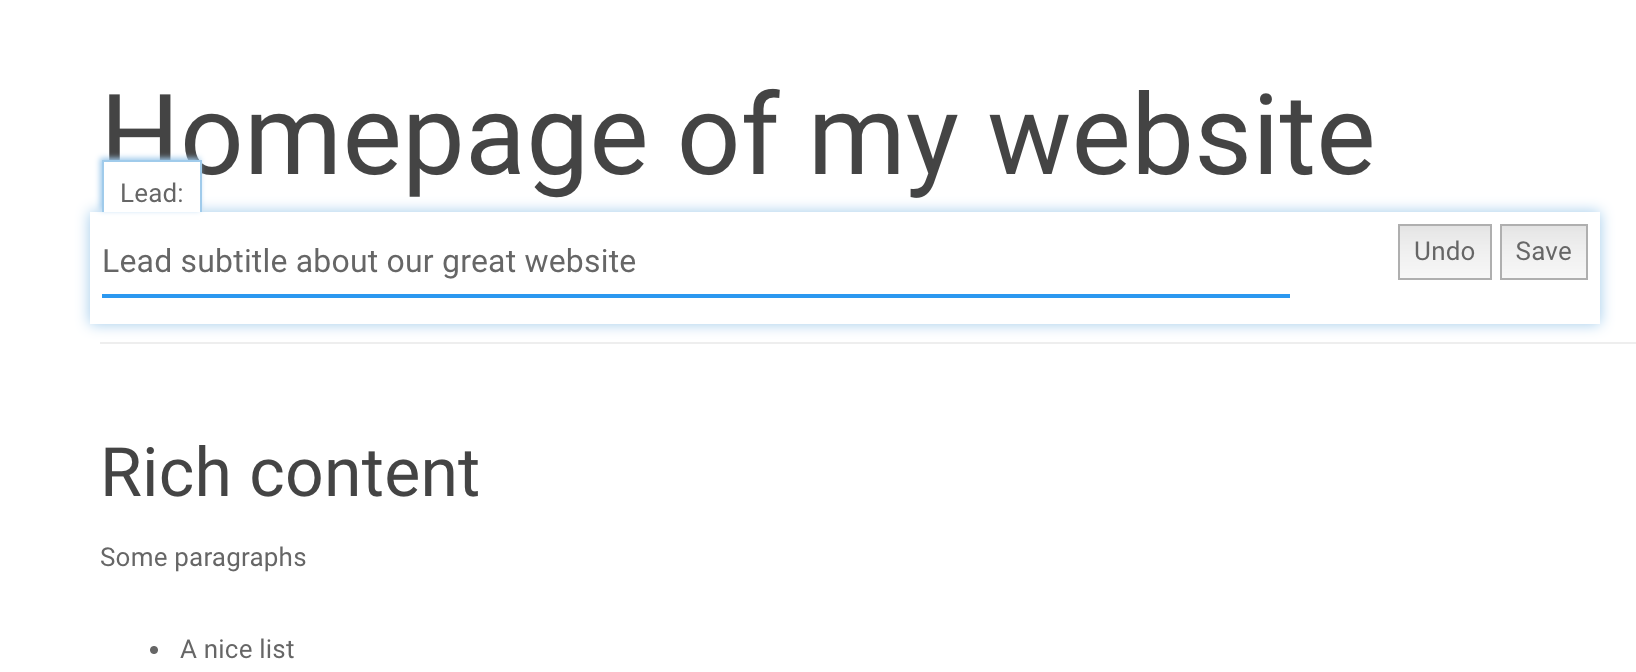 Homepage of my website
Lead:
Lead subtitle about our great website
Undo Save
Rich content
Some paragraphs
• A nice list